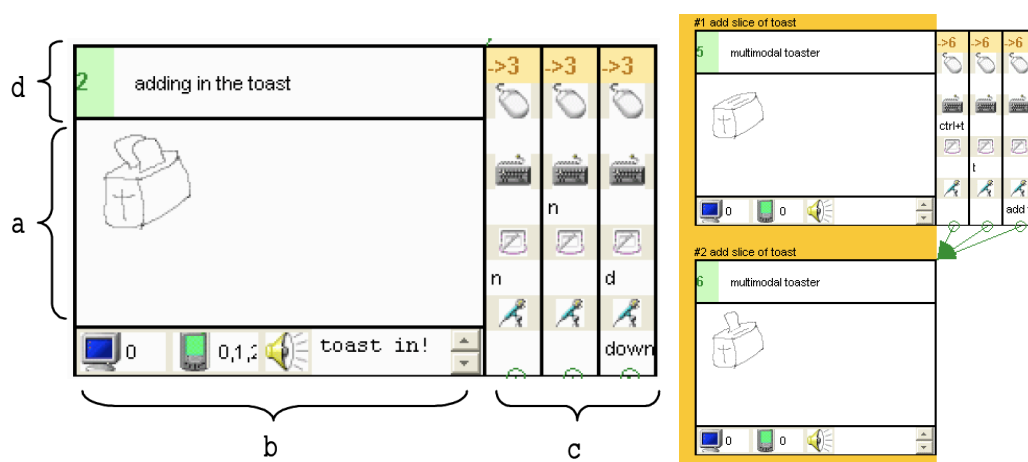 d
2
adding in the toast
->3
->3
->3
a
n
n
d
0
0,1,2
toast in!
down
b
c
#1 add slice of toast
5
multimodal toaster
->6
->6
->6
ctrl+t
t
0
0
add
#2 add slice of toast
6
multimodal toaster
0
0